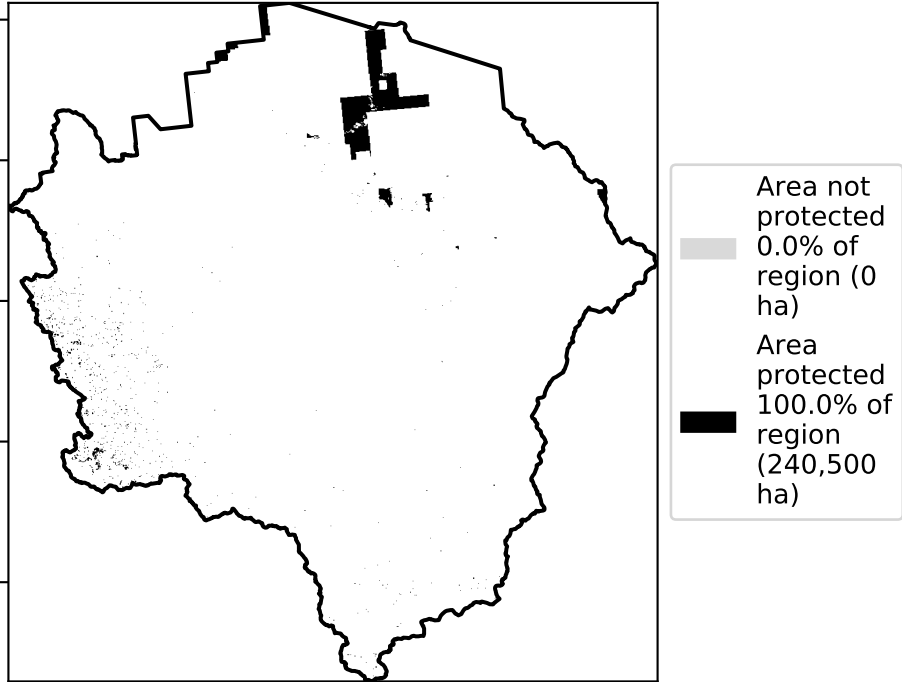 Area not
protected
0.0% of
region (0
ha)
Area
protected
100.0% of
region
(240,500
ha)